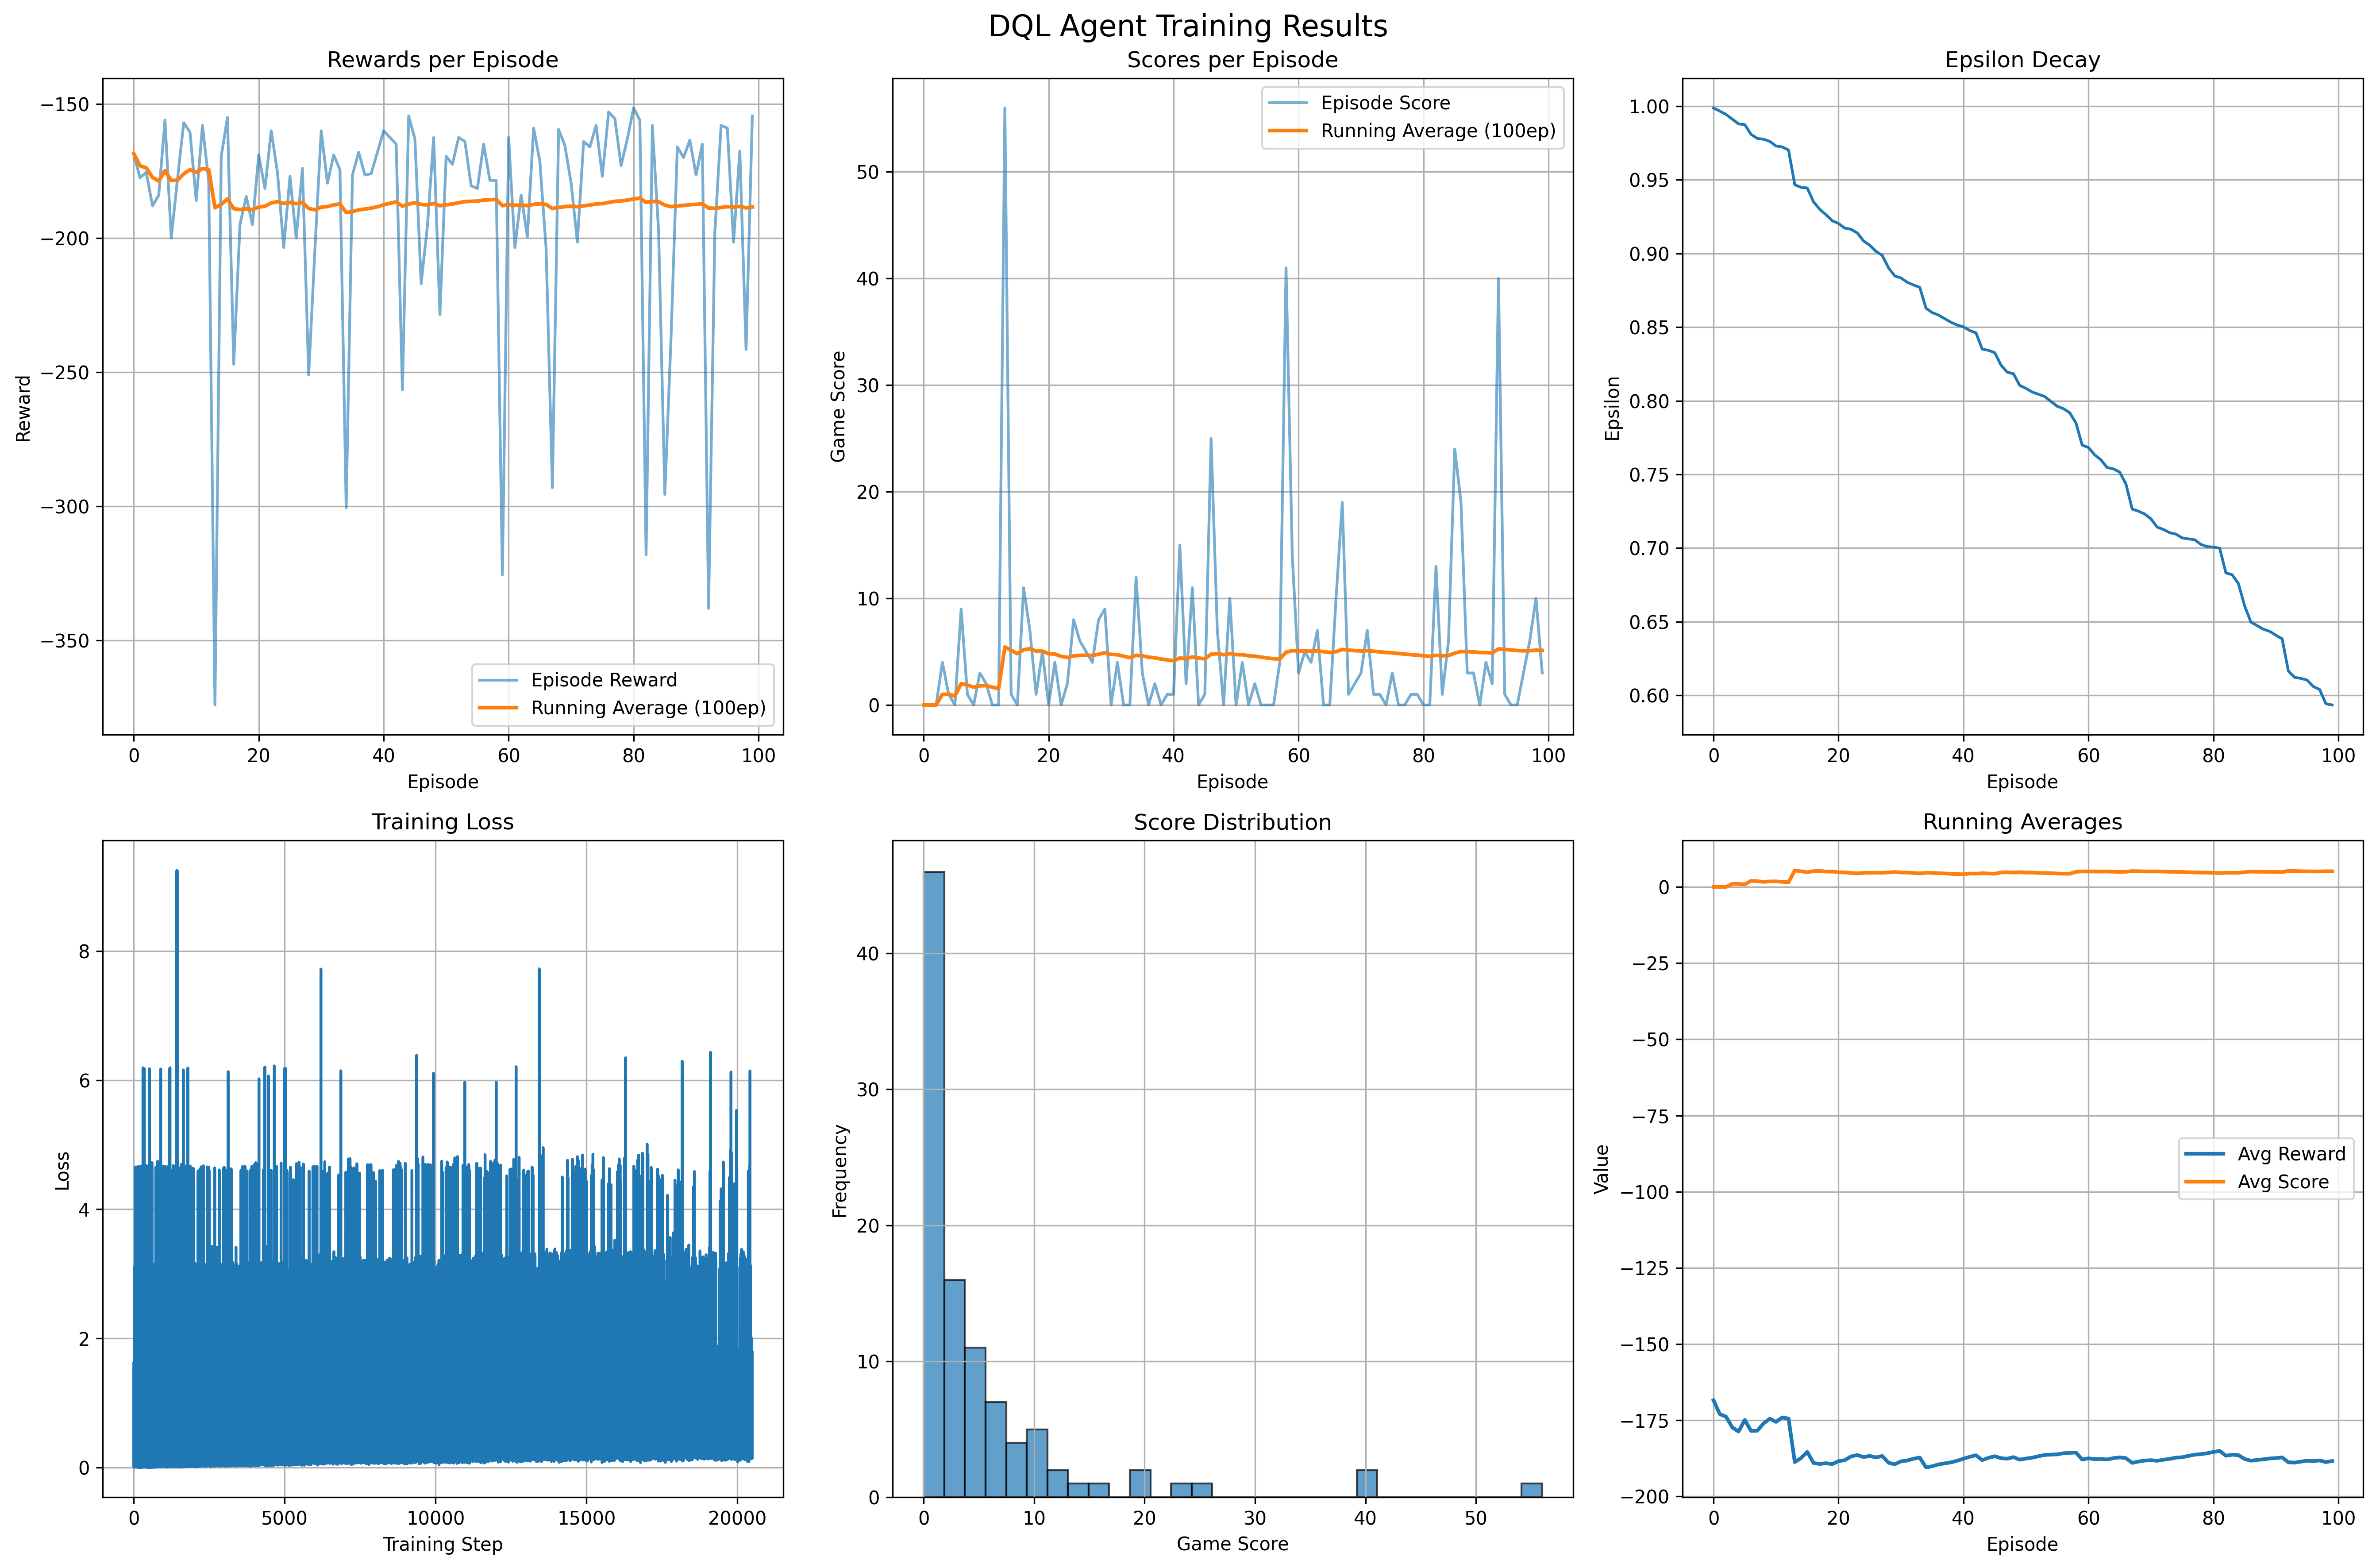 DQL Agent Training Results
Rewards per Episode
Reward
−150
−200
−250
−300
−350
Episode Reward
Running Average (100ep)
0 20 40 60 80 100
Episode
Scores per Episode
Game Score
50
40
30
20
10
0
Episode Score
Running Average (100ep)
0 20 40 60 80 100
Episode
Epsilon Decay
Epsilon
1.00
0.95
0.90
0.85
0.80
0.75
0.70
0.65
0.60
0 20 40 60 80 100
Episode
Training Loss
Loss
8
6
4
2
0
0 5000 10000 15000 20000
Training Step
Score Distribution
Frequency
40
30
20
10
0
0 10 20 30 40 50
Game Score
Running Averages
Value
0
−25
−50
−75
−100
−125
−150
−175
−200
Avg Reward
Avg Score
0 20 40 60 80 100
Episode